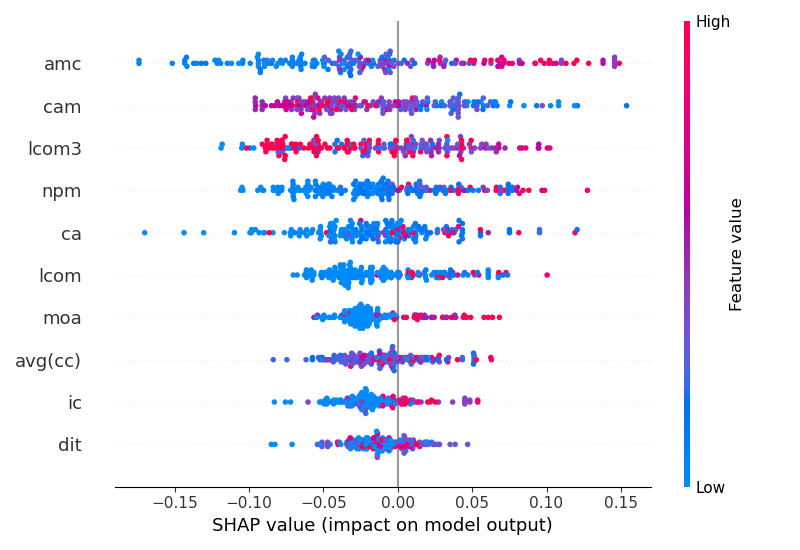 High
amc
cam
lcom3
npm
ca
lcom
moa
avg(cc)
ic
dit
Feature value
Low
−0.15 −0.10 −0.05 0.00 0.05 0.10 0.15
SHAP value (impact on model output)